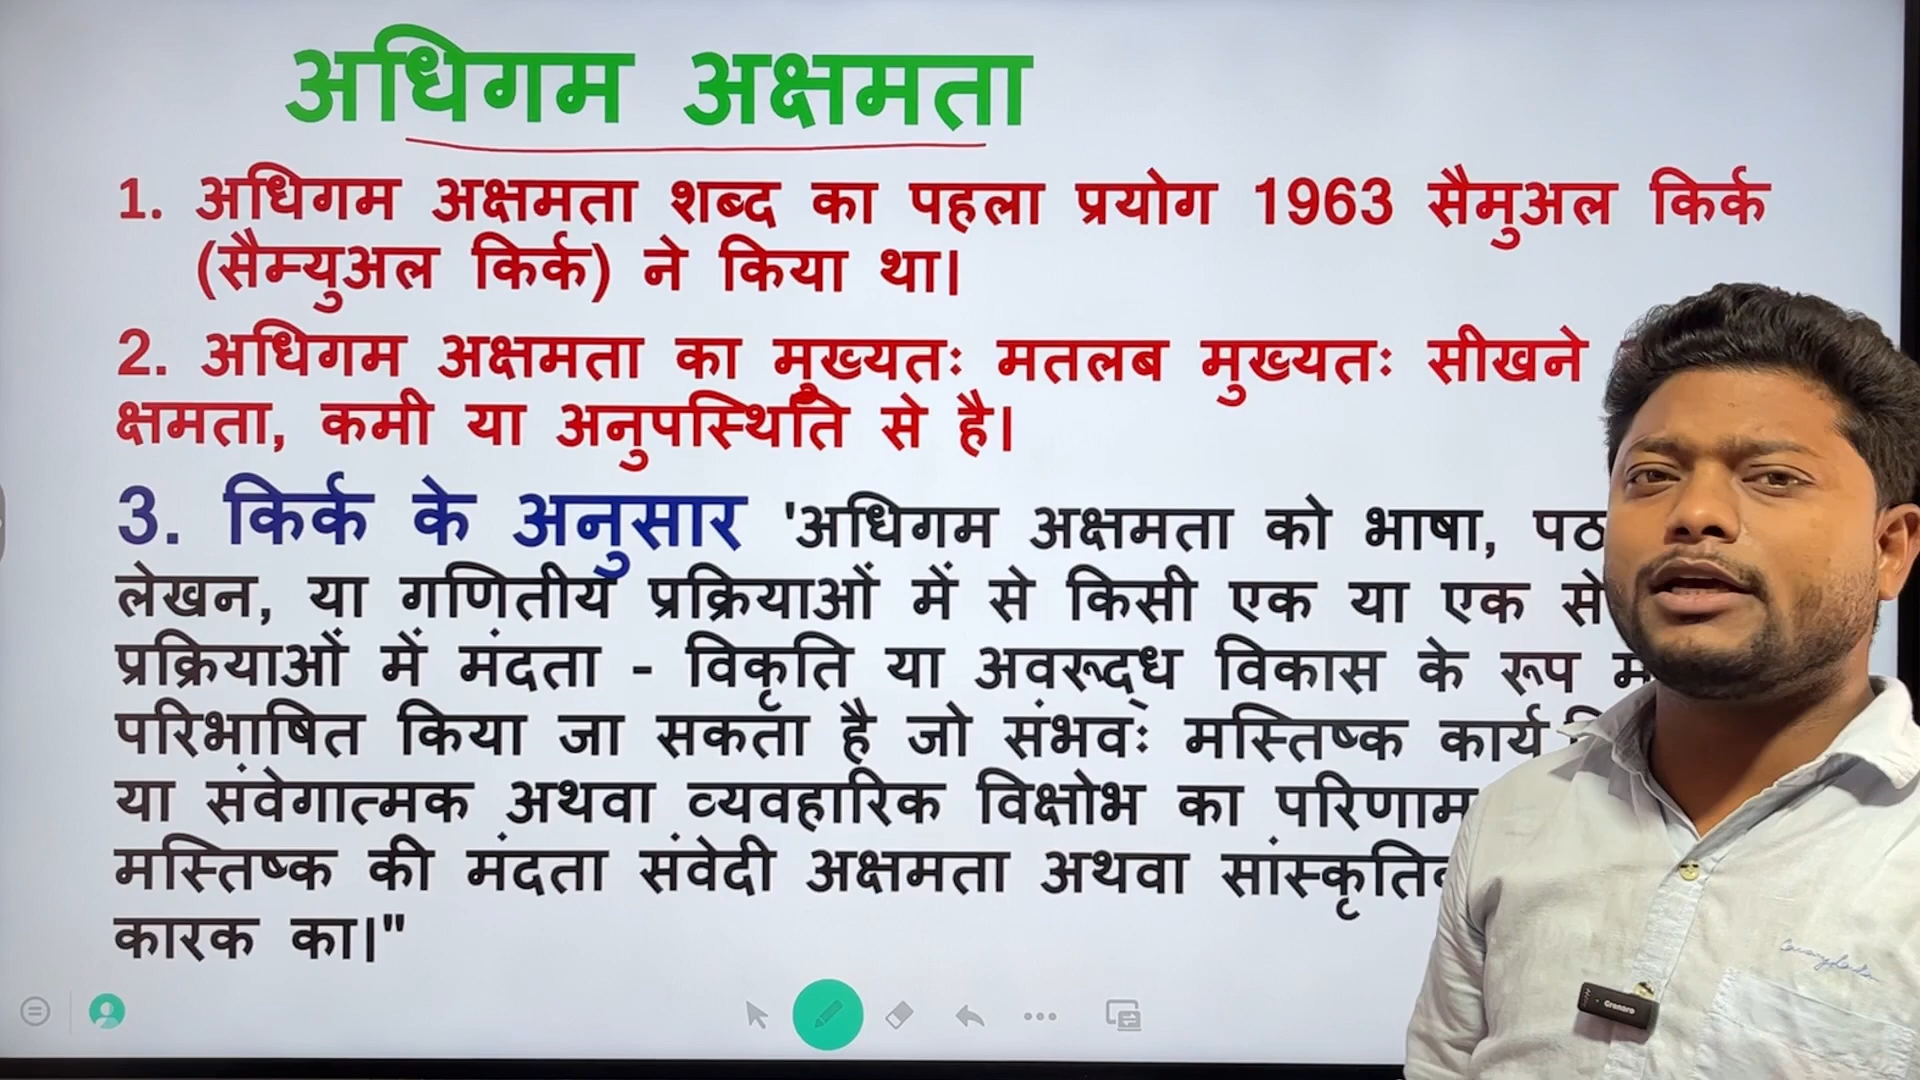 अधिगम अक्षमता
1. अधिगम अक्षमता शब्द का पहला प्रयोग 1963 सैमुअल किर्क
(सैम्युअल किर्क) ने किया था।
2. अधिगम अक्षमता का मुख्यतः मतलब मुख्यतः सीखने
क्षमता, कमी या अनुपस्थिति से है।
3. किर्क के अनुसार 'अधिगम अक्षमता को भाषा,
लेखन, या गणितीय प्रक्रियाओं में से किसी एक या एक से
प्रक्रियाओं में मंदता - विकृति या अवरूद्ध विकास के रूप
परिभाषित किया जा सकता है जो संभवः मस्तिष्क कार्य
या संवेगात्मक अथवा व्यवहारिक विक्षोभ का परिणाम
मस्तिष्क की मंदता संवेदी अक्षमता अथवा
कारक का।"
Grenaro